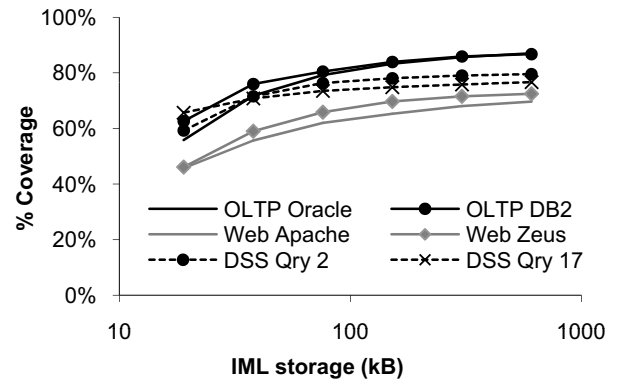 100%
80%
60%
40%
20%
0%
% Coverage
OLTP Oracle OLTP DB2
Web Apache Web Zeus
DSS Qry 2 DSS Qry 17
10 100 1000
IML storage (kB)